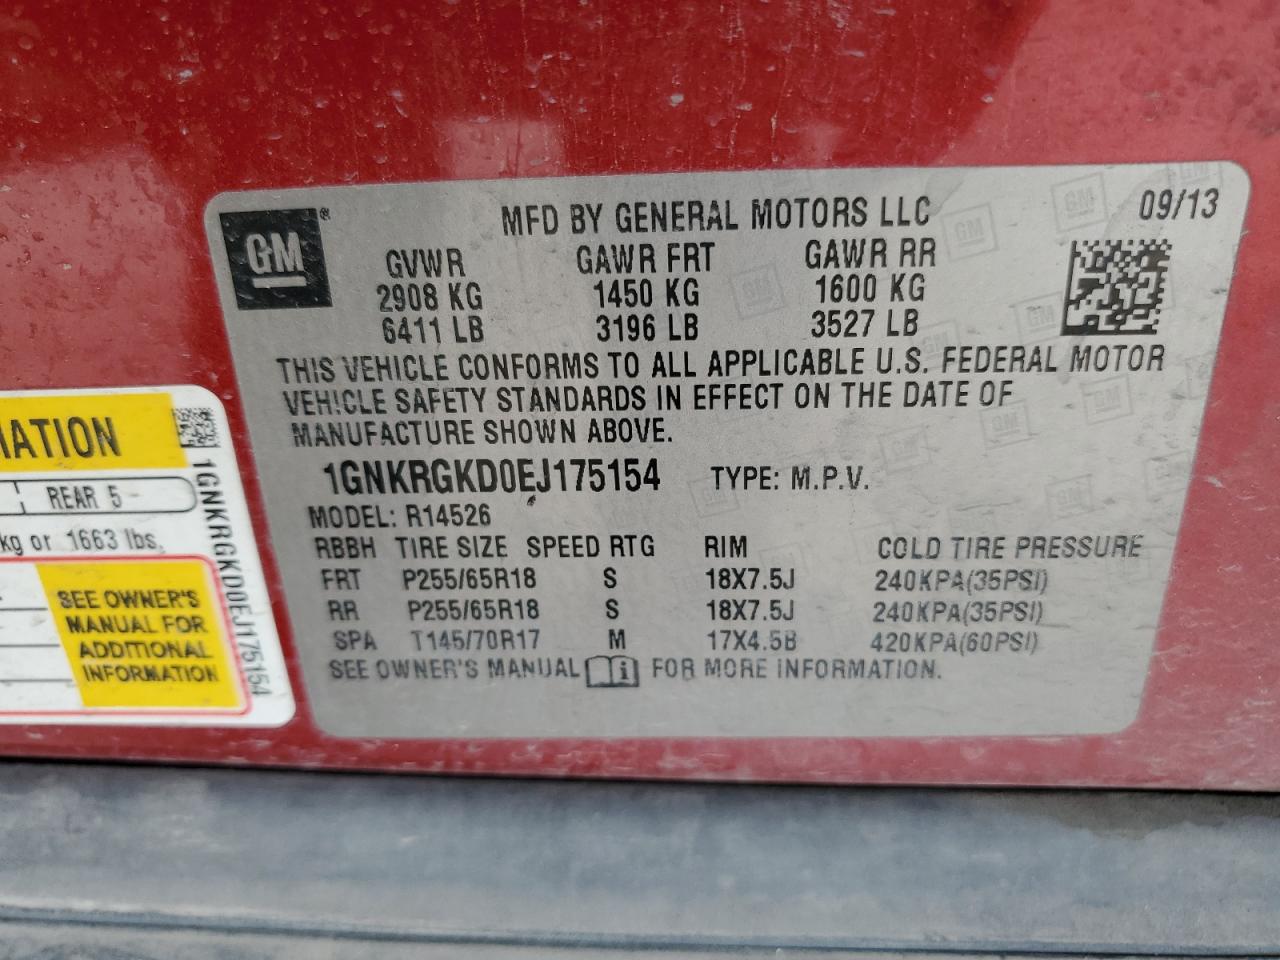 GM ®
MFD BY GENERAL MOTORS LLC 09/13
GVWR GAWR FRT GAWR RR
2908 KG 1450 KG 1600 KG
6411 LB 3196 LB 3527 LB
THIS VEHICLE CONFORMS TO ALL APPLICABLE U.S. FEDERAL MOTOR
VEHICLE SAFETY STANDARDS IN EFFECT ON THE DATE OF
MANUFACTURE SHOWN ABOVE.
1GNKRGKD0EJ175154 TYPE: M.P.V.
MODEL: R14526
RBBH TIRE SIZE SPEED RTG RIM COLD TIRE PRESSURE
FRT P255/65R18 S 18X7.5J 240KPA(35PSI)
RR P255/65R18 S 18X7.5J 240KPA(35PSI)
SPA T145/70R17 M 17X4.5B 420KPA(60PSI)
SEE OWNER'S MANUAL i FOR MORE INFORMATION.
MATION
REAR 5
kg or 1663 lbs.
SEE OWNER'S
MANUAL FOR
ADDITIONAL
INFORMATION
1GNKRGKD0EJ175154